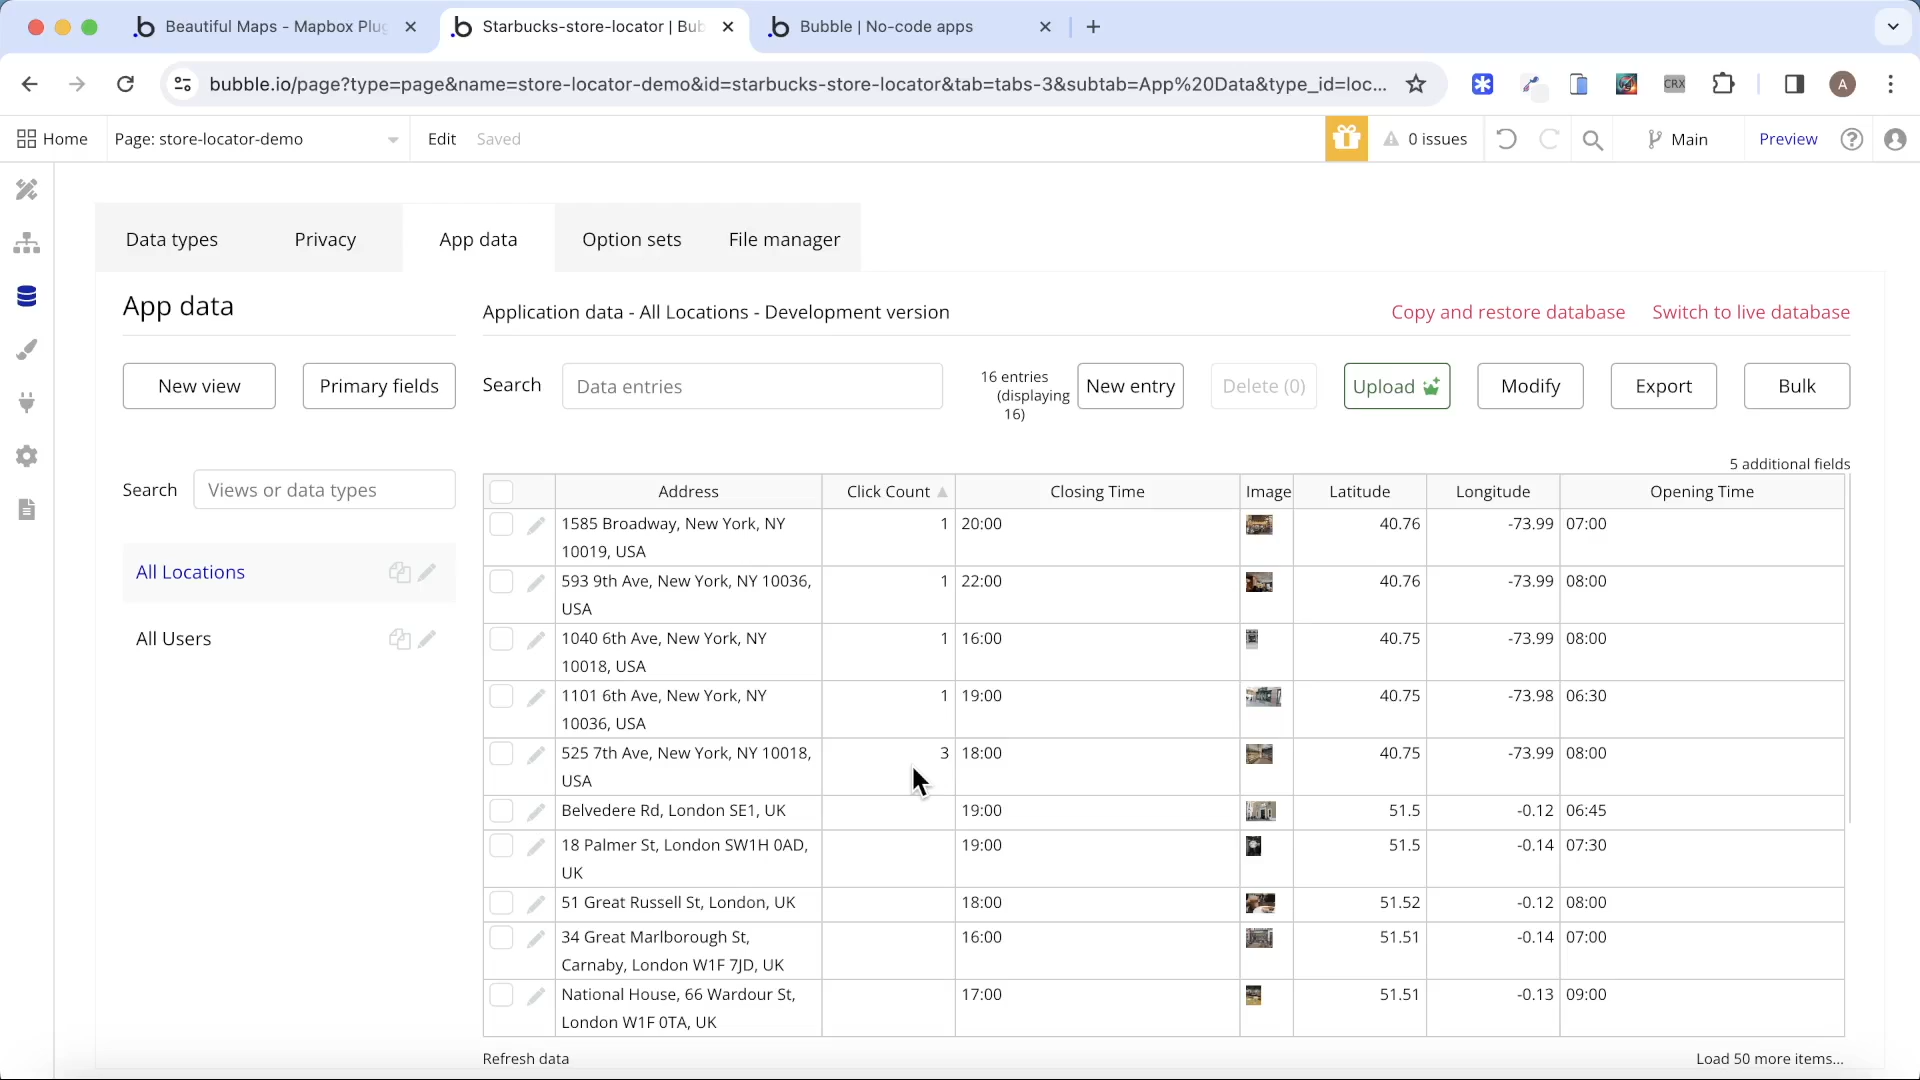 Beautiful Maps - Mapbox Plug
Starbucks-store-locator | Bub
Bubble | No-code apps
bubble.io/page?type=page&name=store-locator-demo&id=starbucks-store-locator&tab=tabs-3&subtab=App%20Data&type_id=loc...
CRX
A
Home
Page: store-locator-demo
Edit
Saved
0 issues
Main
Preview
Data types
Privacy
App data
Option sets
File manager
App data
Application data - All Locations - Development version
Copy and restore database
Switch to live database
New view
Primary fields
Search
Data entries
16 entries
(displaying
16)
New entry
Delete (0)
Upload
Modify
Export
Bulk
5 additional fields
Search
Views or data types
All Locations
All Users
Address
Click Count
Closing Time
Image
Latitude
Longitude
Opening Time
1585 Broadway, New York, NY
10019, USA
1
20:00
40.76
-73.99
07:00
593 9th Ave, New York, NY 10036,
USA
1
22:00
40.76
-73.99
08:00
1040 6th Ave, New York, NY
10018, USA
1
16:00
40.75
-73.99
08:00
1101 6th Ave, New York, NY
10036, USA
1
19:00
40.75
-73.98
06:30
525 7th Ave, New York, NY 10018,
USA
3
18:00
40.75
-73.99
08:00
Belvedere Rd, London SE1, UK
19:00
51.5
-0.12
06:45
18 Palmer St, London SW1H 0AD,
UK
19:00
51.5
-0.14
07:30
51 Great Russell St, London, UK
18:00
51.52
-0.12
08:00
34 Great Marlborough St,
Carnaby, London W1F 7JD, UK
16:00
51.51
-0.14
07:00
National House, 66 Wardour St,
London W1F 0TA, UK
17:00
51.51
-0.13
09:00
Refresh data
Load 50 more items...